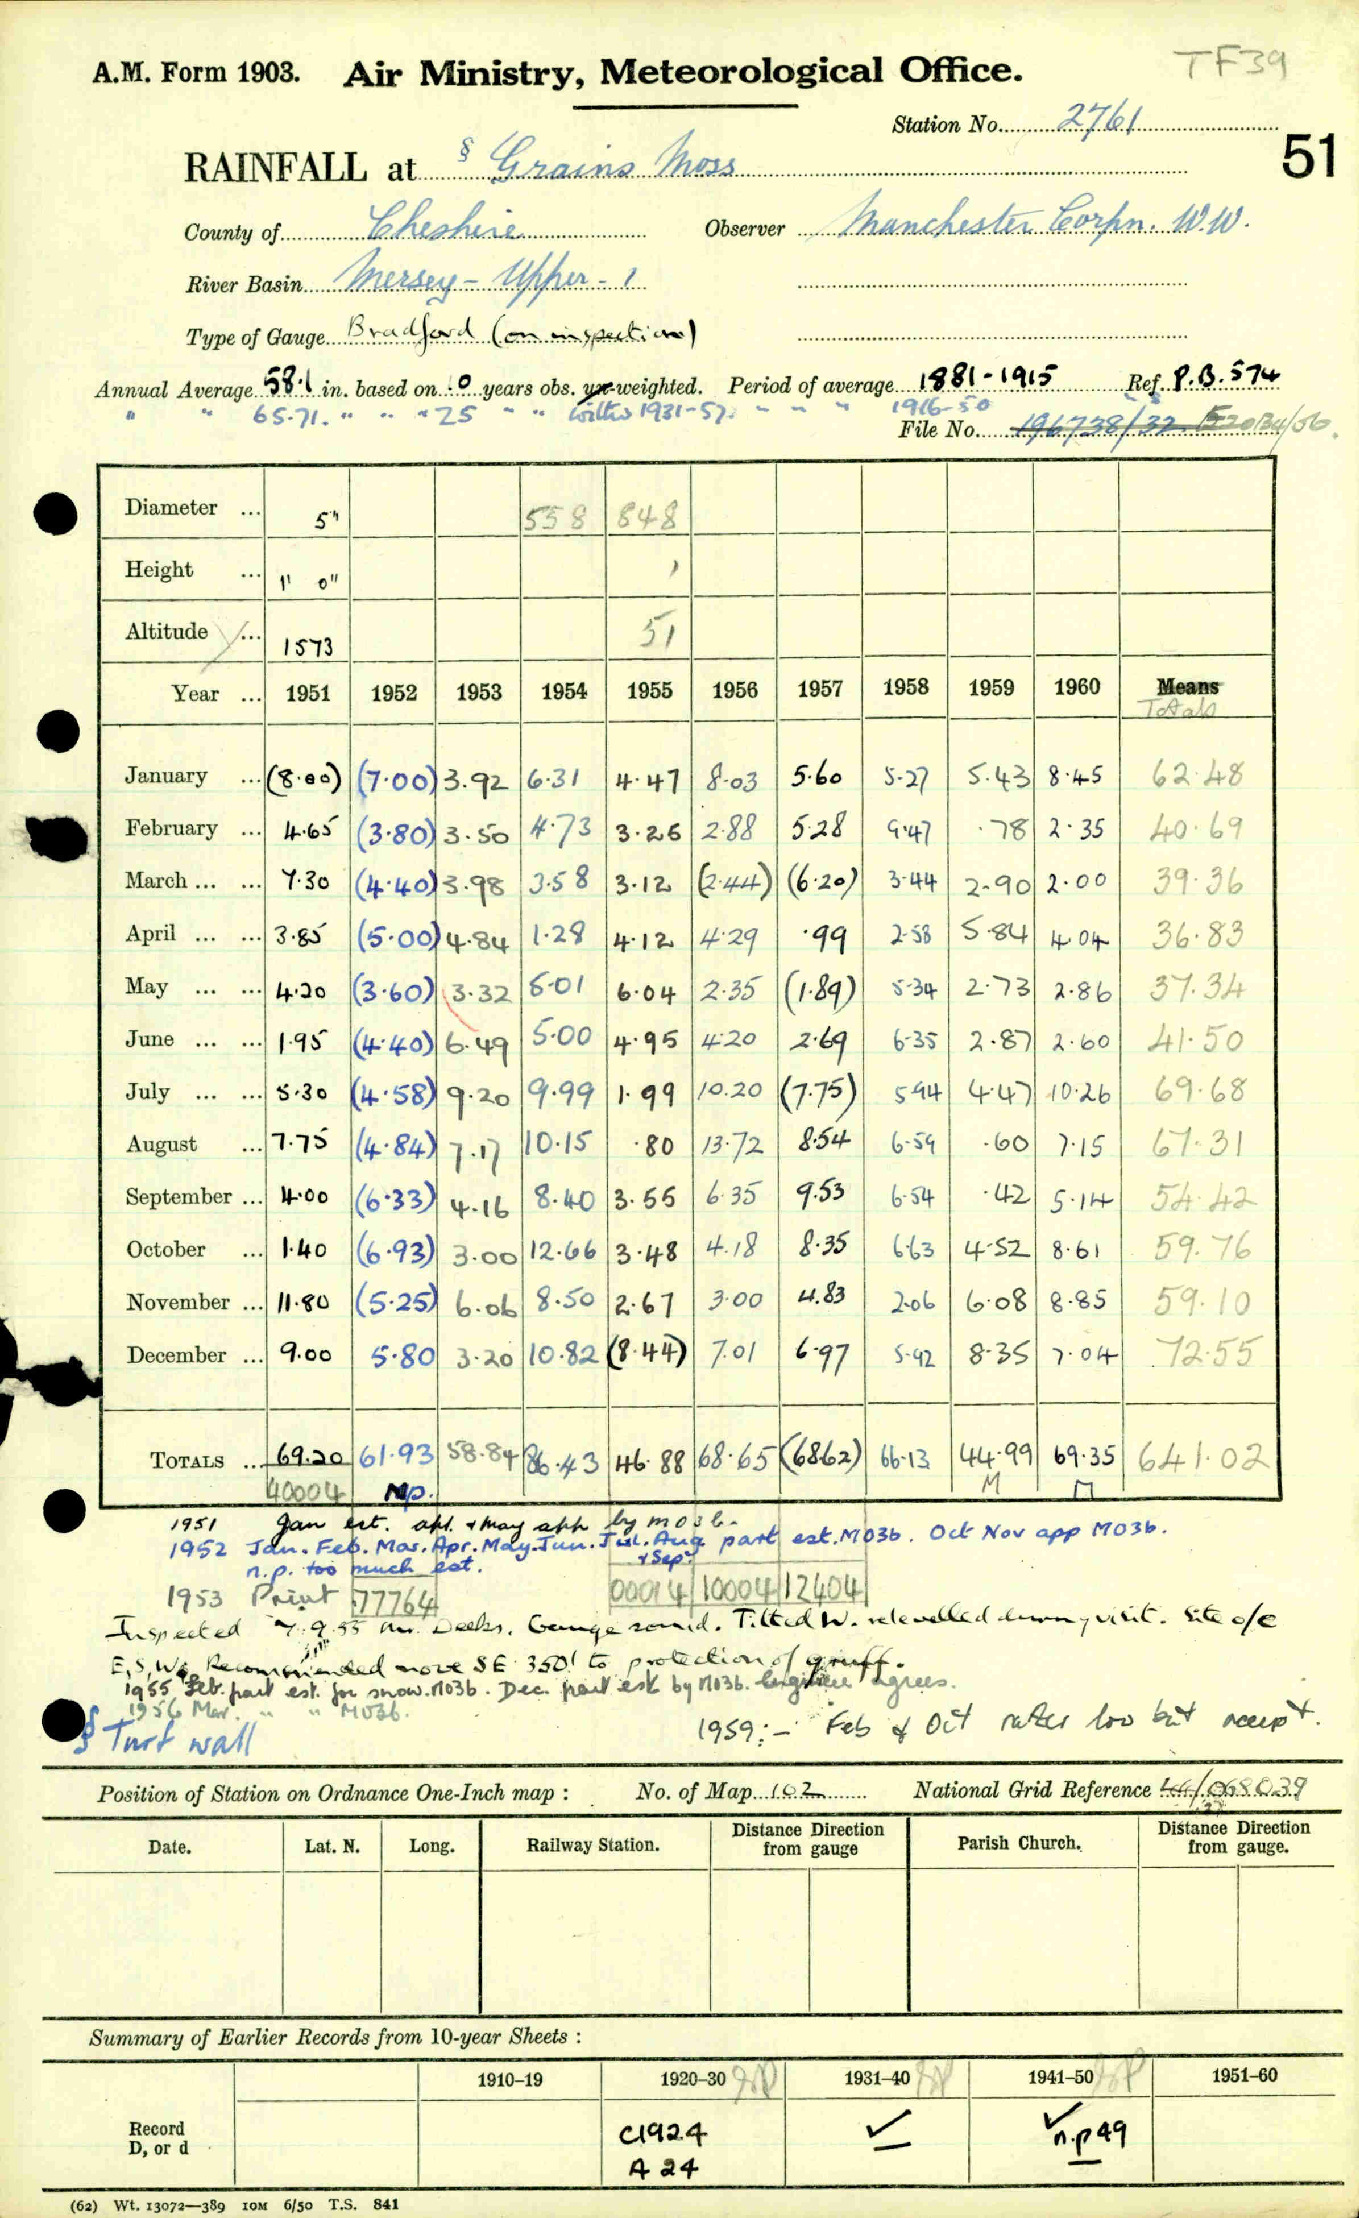 TF39
A.M. Form 1903. Air Ministry, Meteorological Office.
Station No. 2761
51
RAINFALL at § Grains Moss
County of Cheshire Observer Manchester Corpn. W.W.
River Basin Mersey - Upper - 1
Type of Gauge Bradford (on inspection)
Annual Average 58.1 in. based on 10 years obs. weighted. Period of average 1881-1915 Ref. P.B. 574
" " 65.71 " " " 25 " " 1931-57 " " " 1916-50
File No. 196738/32
Diameter ... 5" 558 848
Height ... 1' 0"
Altitude ... 1573 51
Year ... 1951 1952 1953 1954 1955 1956 1957 1958 1959 1960 Means
Totals
January ... (8.00) (7.00) 3.92 6.31 4.47 8.03 5.60 5.27 5.43 8.45 62.48
February ... 4.65 (3.80) 3.50 4.73 3.26 2.88 5.28 9.47 .78 2.35 40.69
March ... ... 7.30 (4.40) 3.98 3.58 3.12 (2.44) (6.20) 3.44 2.90 2.00 39.36
April ... ... 3.85 (5.00) 4.84 1.28 4.12 4.29 .99 2.58 5.84 4.04 36.83
May ... ... 4.20 (3.60) 3.32 5.01 6.04 2.35 (1.89) 5.34 2.73 2.86 37.34
June ... ... 1.95 (4.40) 6.49 5.00 4.95 4.20 2.69 6.35 2.87 2.60 41.50
July ... ... 5.30 (4.58) 9.20 9.99 1.99 10.20 (7.75) 5.94 4.47 10.26 69.68
August ... 7.75 (4.84) 7.17 10.15 .80 13.72 8.54 6.59 .60 7.15 67.31
September ... 4.00 (6.33) 4.16 8.40 3.55 6.35 9.53 6.54 .42 5.14 54.42
October ... 1.40 (6.93) 3.00 12.66 3.48 4.18 8.35 6.63 4.52 8.61 59.76
November ... 11.80 (5.25) 6.06 8.50 2.67 3.00 4.83 2.06 6.08 8.85 59.10
December ... 9.00 5.80 3.20 10.82 (8.44) 7.01 6.97 5.92 8.35 7.04 72.55
TOTALS ... 69.20 61.93 58.84 86.43 46.88 68.65 (68.62) 66.13 44.99 69.35 641.02
40004 np. M
1951 Jan est. apl. & may app by m03b.
1952 Jan. Feb. Mar. Apr. May. Jun. Jul. Aug. & Sep. part est. M03b. Oct Nov app M03b.
n.p. too much est.
1953 Print 77764 00014 10004 12404
Inspected 7.9.55 Mr. Deeks. Gauge sound. Tilted W. relevelled during visit. Site o/e
E, S, W. Recommended move SE 350' to protection of gruff.
1955 Feb. part est. for snow. M03b. Dec. part est by M03b. Engineer agrees.
1956 Mar. " " M03b.
§ Turf wall
1959:- Feb & Oct rather low but accept.
Position of Station on Ordnance One-Inch map : No. of Map 102 National Grid Reference 44/068039
Date. Lat. N. Long. Railway Station. Distance Direction from gauge Parish Church. Distance Direction from gauge.
Summary of Earlier Records from 10-year Sheets :
1910–19 1920–30 1931–40 1941–50 1951–60
Record
D, or d
C1924 ✓ ✓
A 24 n.p 49
(62) Wt. 13072—389 10M 6/50 T.S. 841